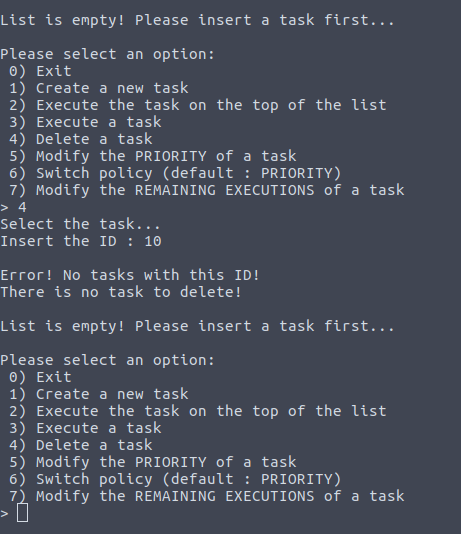 List is empty! Please insert a task first...
Please select an option:
0) Exit
1) Create a new task
2) Execute the task on the top of the list
3) Execute a task
4) Delete a task
5) Modify the PRIORITY of a task
6) Switch policy (default : PRIORITY)
7) Modify the REMAINING EXECUTIONS of a task
> 4
Select the task...
Insert the ID : 10
Error! No tasks with this ID!
There is no task to delete!
List is empty! Please insert a task first...
Please select an option:
0) Exit
1) Create a new task
2) Execute the task on the top of the list
3) Execute a task
4) Delete a task
5) Modify the PRIORITY of a task
6) Switch policy (default : PRIORITY)
7) Modify the REMAINING EXECUTIONS of a task
>